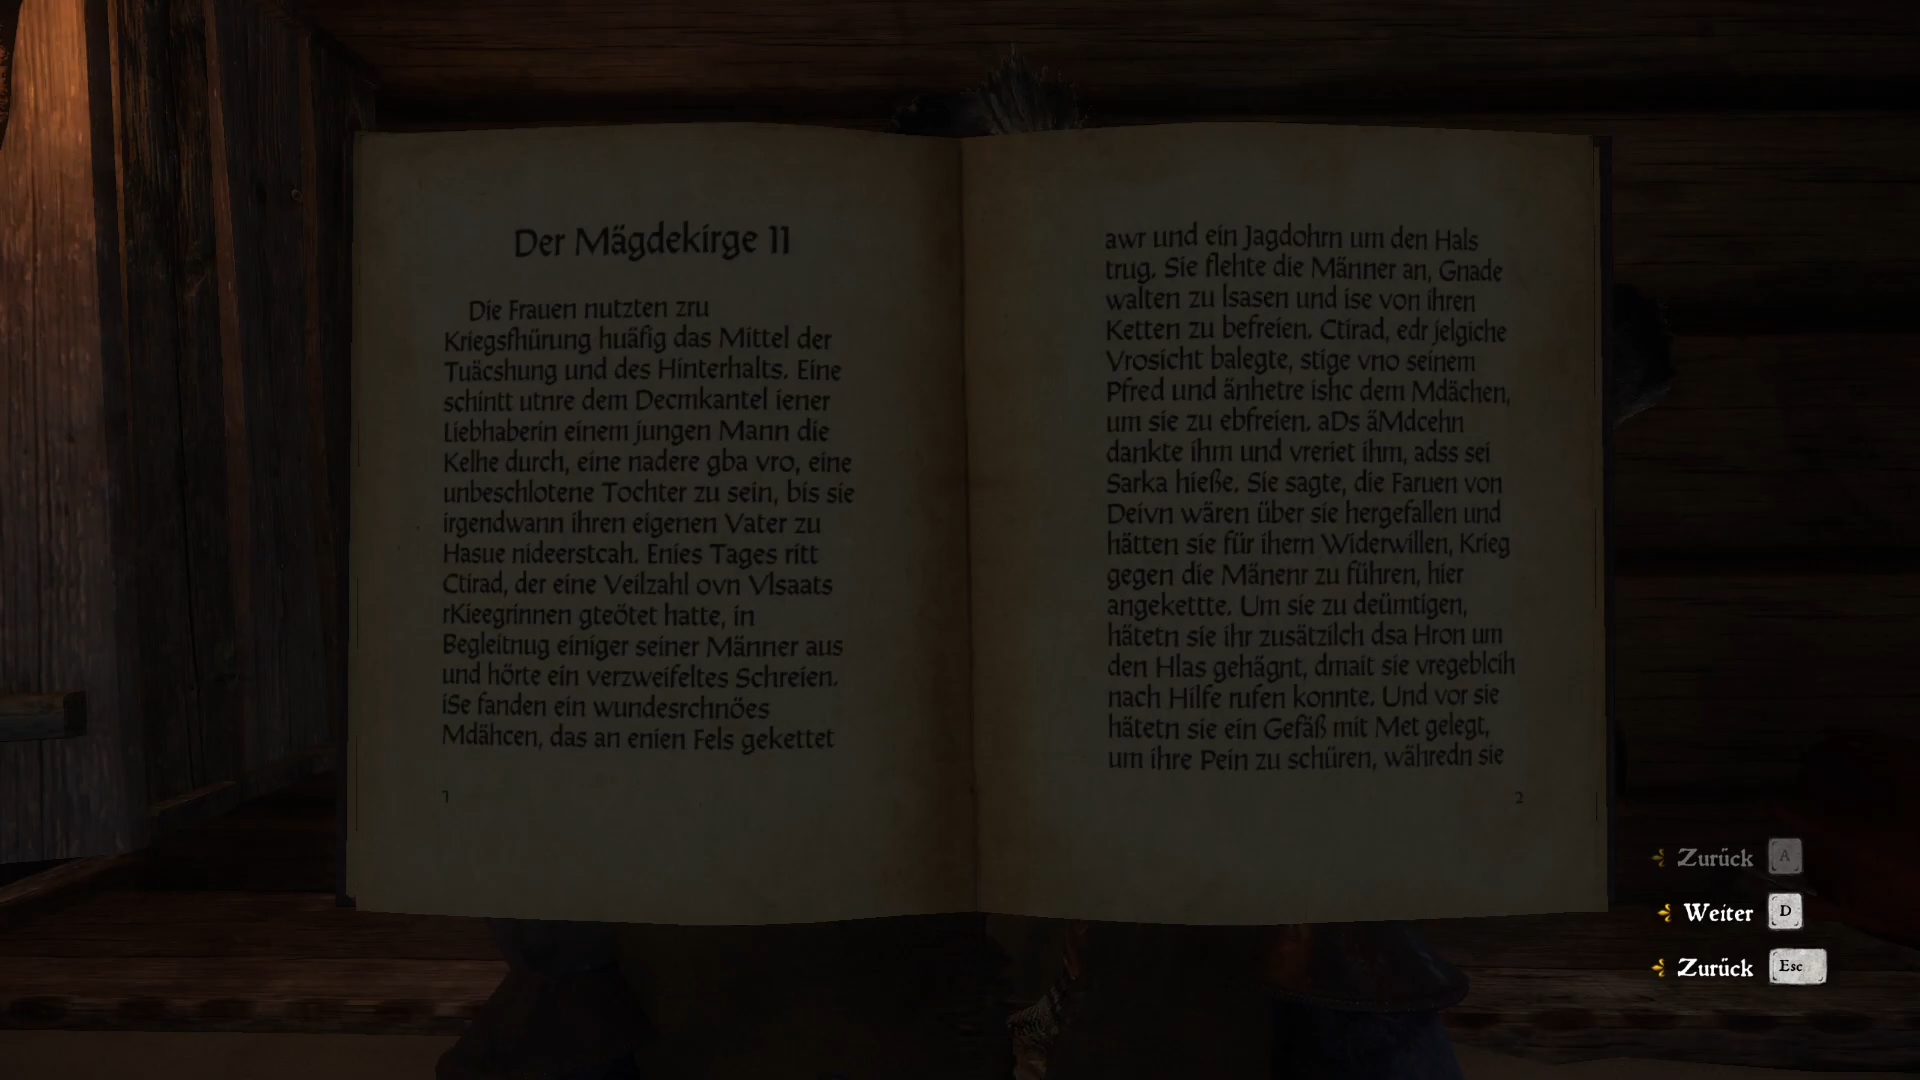 Der Mägdekirge II
Die Frauen nutzten zru
Kriegsfhürung huäfig das Mittel der
Tuäcshung und des Hinterhalts. Eine
schintt utnre dem Decmkantel iener
Liebhaberin einem jungen Mann die
Kelhe durch, eine nadere gba vro, eine
unbeschlotene Tochter zu sein, bis sie
irgendwann ihren eigenen Vater zu
Hasue nideerstcah. Enies Tages ritt
Ctirad, der eine Veilzahl ovn Vlsaats
rKieegrinnen gteötet hatte, in
Begleitnug einiger seiner Männer aus
und hörte ein verzweifeltes Schreien.
iSe fanden ein wundesrchnöes
Mdähcen, das an enien Fels gekettet
1
awr und ein Jagdohrn um den Hals
trug. Sie flehte die Männer an, Gnade
walten zu lsasen und ise von ihren
Ketten zu befreien. Ctirad, edr jelgiche
Vrosicht balegte, stige vno seinem
Pfred und änhetre ishc dem Mdächen,
um sie zu ebfreien. aDs äMdcehn
dankte ihm und vreriet ihm, adss sei
Sarka hieße. Sie sagte, die Faruen von
Deivn wären über sie hergefallen und
hätten sie für ihern Widerwillen, Krieg
gegen die Mänenr zu führen, hier
angekettte. Um sie zu deümtigen,
hätetn sie ihr zusätzilch dsa Hron um
den Hlas gehägnt, dmait sie vregeblcih
nach Hilfe rufen konnte. Und vor sie
hätetn sie ein Gefäß mit Met gelegt,
um ihre Pein zu schüren, währedn sie
2
Zurück A
Weiter D
Zurück Esc